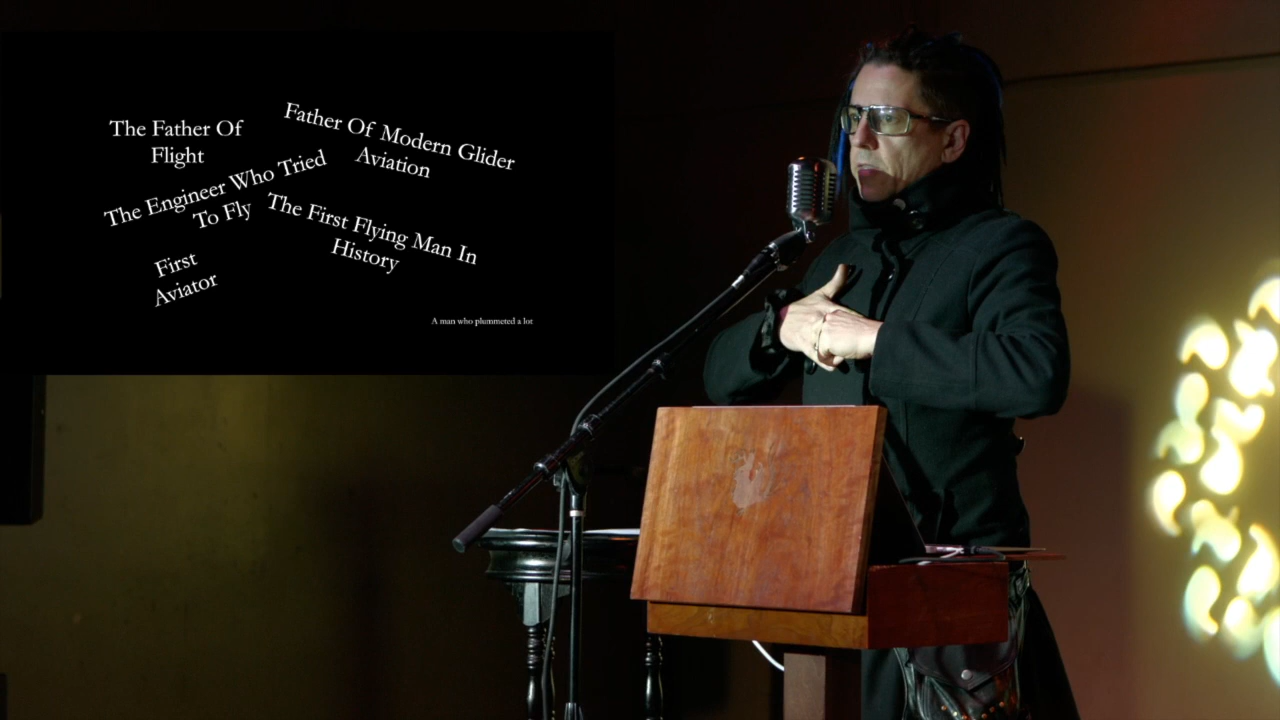 The Father Of
Flight
Father Of Modern Glider
Aviation
The Engineer Who Tried
To Fly
The First Flying Man In
History
First
Aviator
A man who plummeted a lot